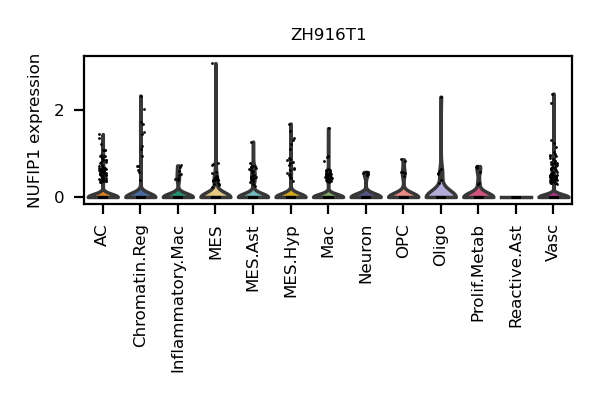 ZH916T1
NUFIP1 expression
2
0
AC
Chromatin.Reg
Inflammatory.Mac
MES
MES.Ast
MES.Hyp
Mac
Neuron
OPC
Oligo
Prolif.Metab
Reactive.Ast
Vasc